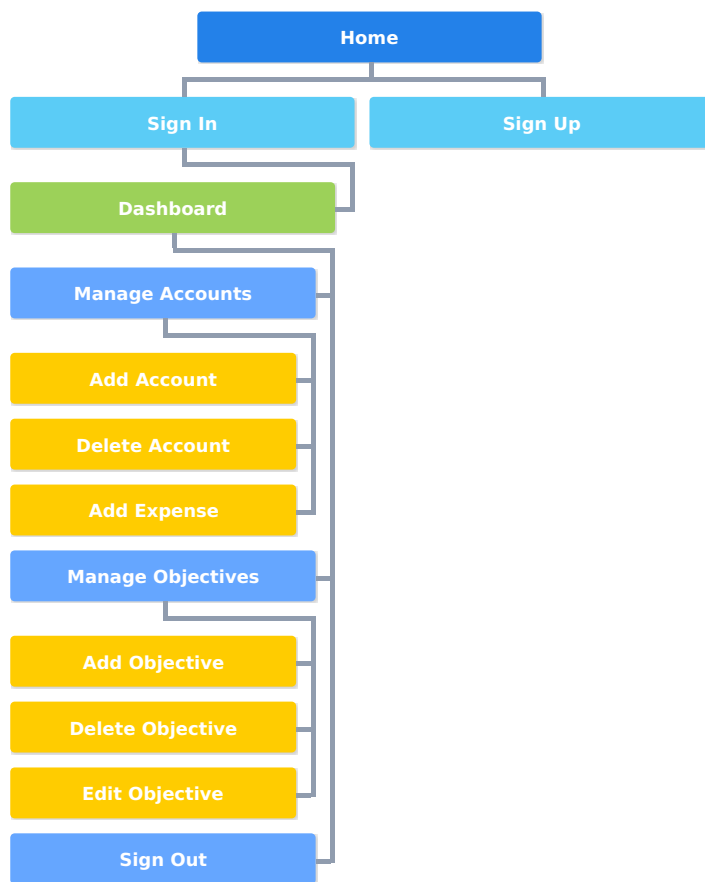 Home
Sign In
Sign Up
Dashboard
Manage Accounts
Add Account
Delete Account
Add Expense
Manage Objectives
Add Objective
Delete Objective
Edit Objective
Sign Out